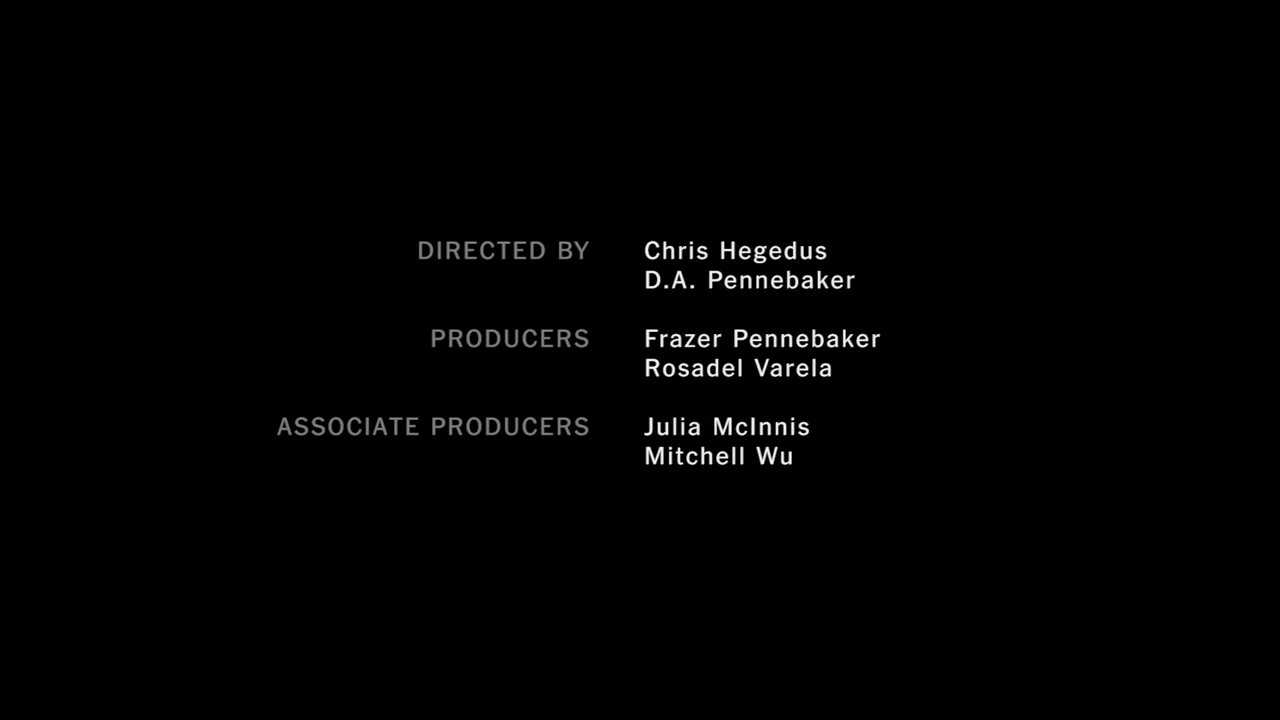 DIRECTED BY Chris Hegedus
D.A. Pennebaker
PRODUCERS Frazer Pennebaker
Rosadel Varela
ASSOCIATE PRODUCERS Julia McInnis
Mitchell Wu